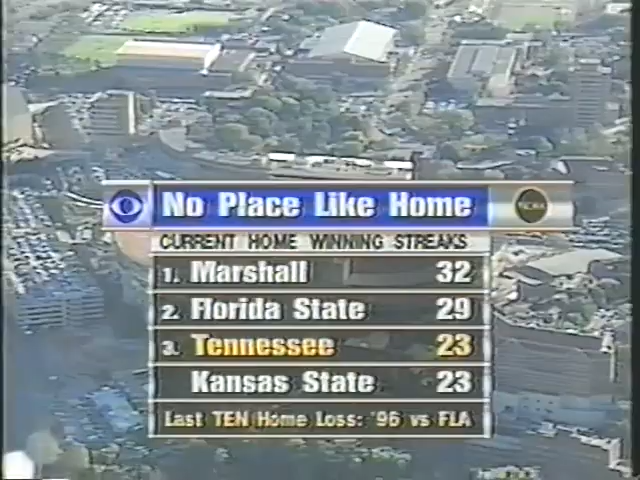 No Place Like Home
CURRENT HOME WINNING STREAKS
1. Marshall 32
2. Florida State 29
3. Tennessee 23
Kansas State 23
Last TEN Home Loss: '96 vs FLA